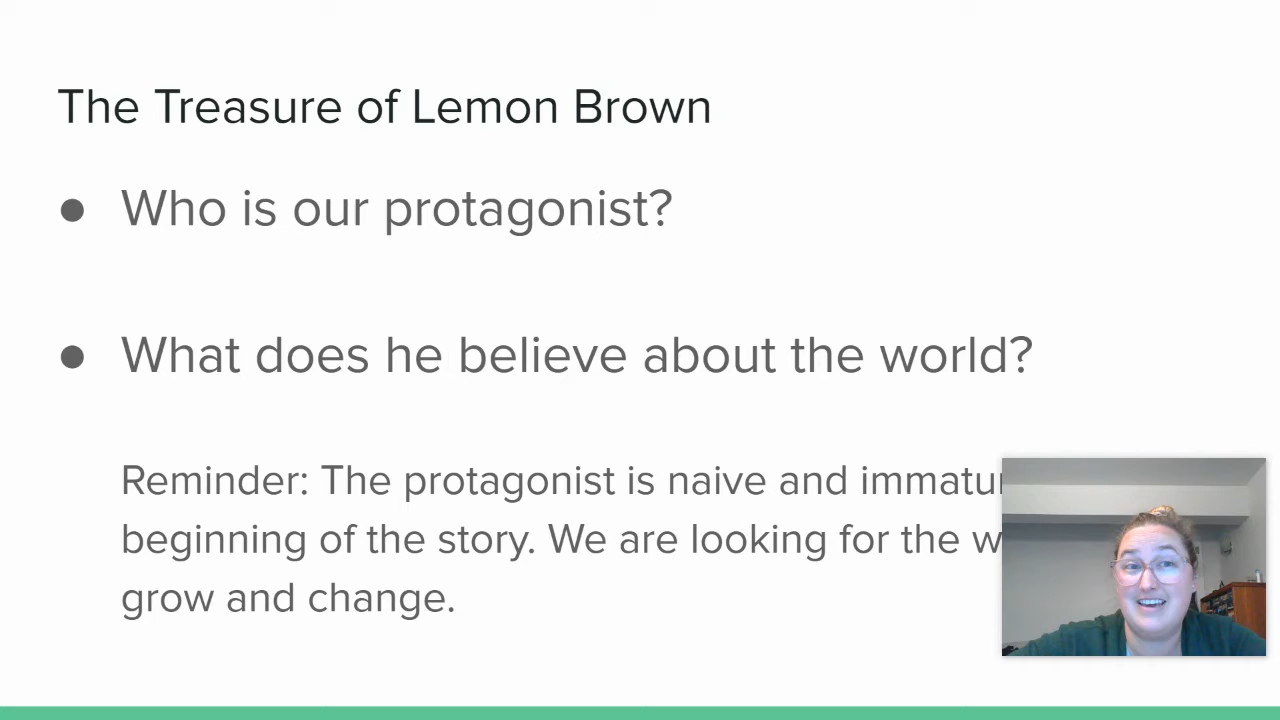 The Treasure of Lemon Brown
● Who is our protagonist?
● What does he believe about the world?
Reminder: The protagonist is naive and
beginning of the story. We are looking for the
grow and change.